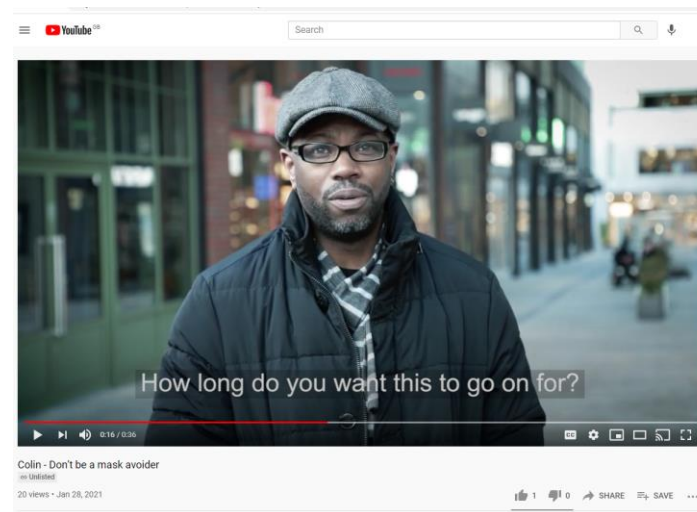 YouTube GB
Search
How long do you want this to go on for?
0:16 / 0:36
CC
Colin - Don't be a mask avoider
Unlisted
20 views • Jan 28, 2021
1
0
SHARE
SAVE